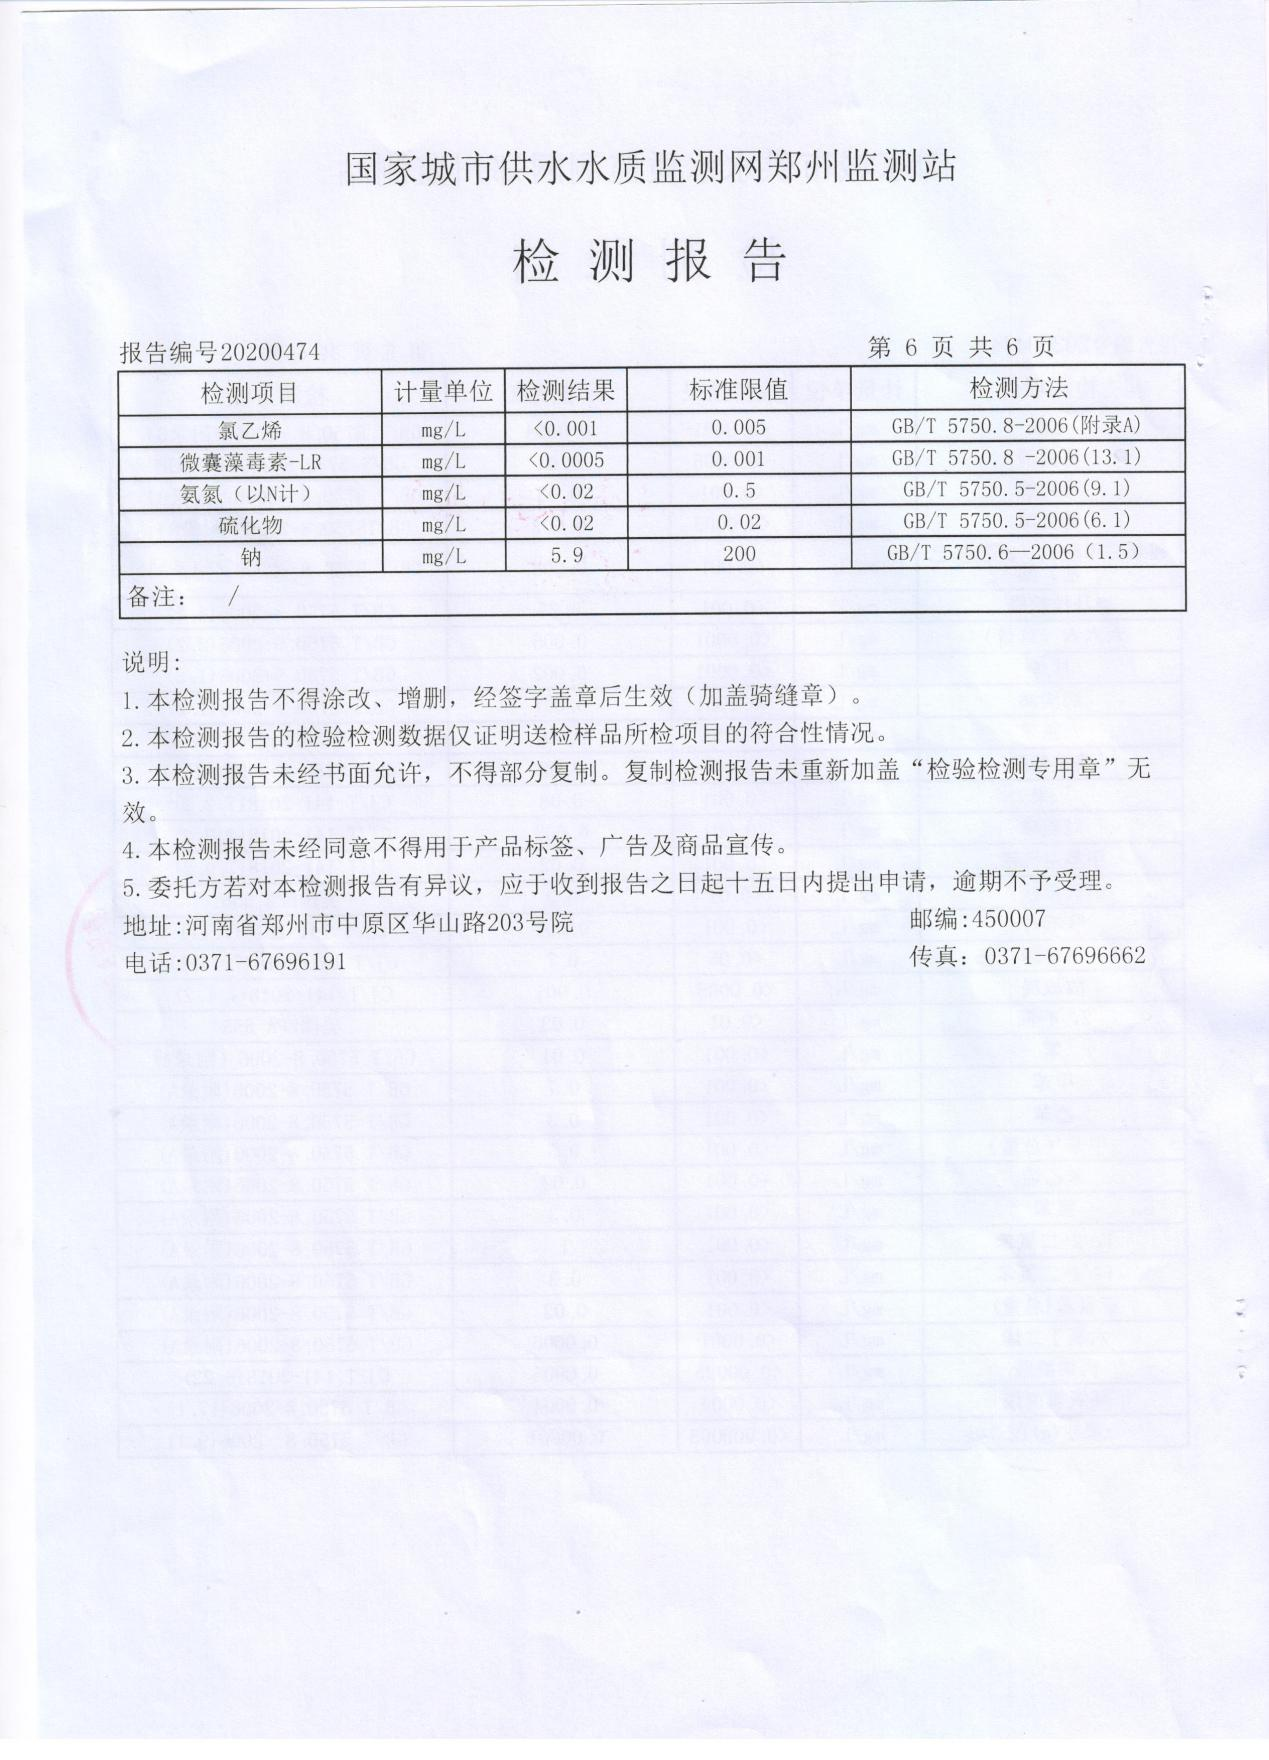 国家城市供水水质监测网郑州监测站
检 测 报 告
报告编号20200474 第 6 页 共 6 页
检测项目 计量单位 检测结果 标准限值 检测方法
氯乙烯 mg/L <0.001 0.005 GB/T 5750.8-2006(附录A)
微囊藻毒素-LR mg/L <0.0005 0.001 GB/T 5750.8 -2006(13.1)
氨氮（以N计） mg/L <0.02 0.5 GB/T 5750.5-2006(9.1)
硫化物 mg/L <0.02 0.02 GB/T 5750.5-2006(6.1)
钠 mg/L 5.9 200 GB/T 5750.6—2006（1.5）
备注： /
说明:
1.本检测报告不得涂改、增删，经签字盖章后生效（加盖骑缝章）。
2.本检测报告的检验检测数据仅证明送检样品所检项目的符合性情况。
3.本检测报告未经书面允许，不得部分复制。复制检测报告未重新加盖“检验检测专用章”无
效。
4.本检测报告未经同意不得用于产品标签、广告及商品宣传。
5.委托方若对本检测报告有异议，应于收到报告之日起十五日内提出申请，逾期不予受理。
地址:河南省郑州市中原区华山路203号院 邮编:450007
电话:0371-67696191 传真：0371-67696662